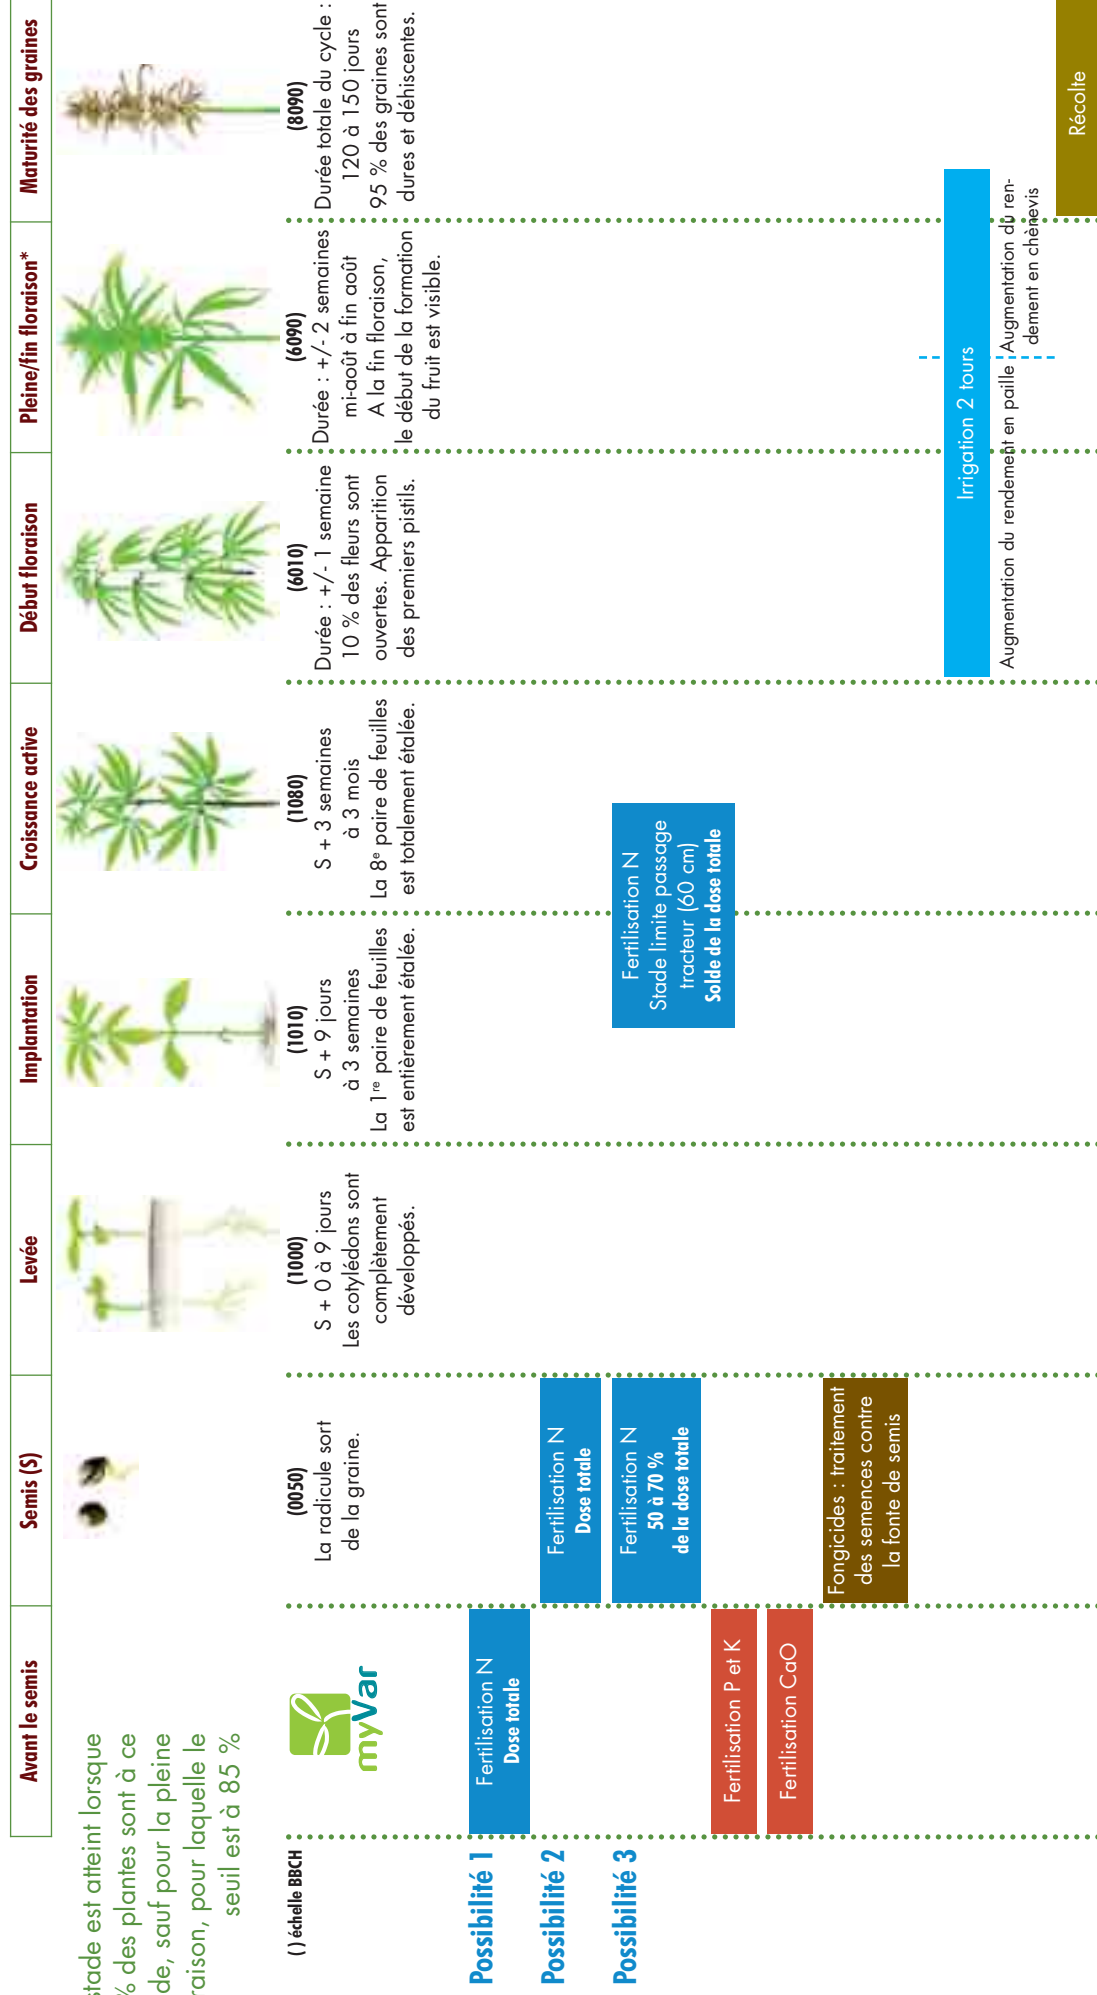 Avant le semis
Semis (S)
Levée
Implantation
Croissance active
Début floraison
Pleine/fin floraison*
Maturité des graines
stade est atteint lorsque
% des plantes sont à ce
de, sauf pour la pleine
raison, pour laquelle le
seuil est à 85 %
( ) échelle BBCH
myVar
(0050)
La radicule sort
de la graine.
(1000)
S + 0 à 9 jours
Les cotylédons sont
complètement
développés.
(1010)
S + 9 jours
à 3 semaines
La 1re paire de feuilles
est entièrement étalée.
(1080)
S + 3 semaines
à 3 mois
La 8e paire de feuilles
est totalement étalée.
(6010)
Durée : +/- 1 semaine
10 % des fleurs sont
ouvertes. Apparition
des premiers pistils.
(6090)
Durée : +/- 2 semaines
mi-août à fin août
A la fin floraison,
le début de la formation
du fruit est visible.
(8090)
Durée totale du cycle :
120 à 150 jours
95 % des graines sont
dures et déhiscentes.
Possibilité 1
Fertilisation N
Dose totale
Possibilité 2
Fertilisation N
Dose totale
Possibilité 3
Fertilisation N
50 à 70 %
de la dose totale
Fertilisation N
Stade limite passage
tracteur (60 cm)
Solde de la dose totale
Fertilisation P et K
Fertilisation CaO
Fongicides : traitement
des semences contre
la fonte de semis
Irrigation 2 tours
Augmentation du rendement en paille
Augmentation du ren-
dement en chènevis
Récolte